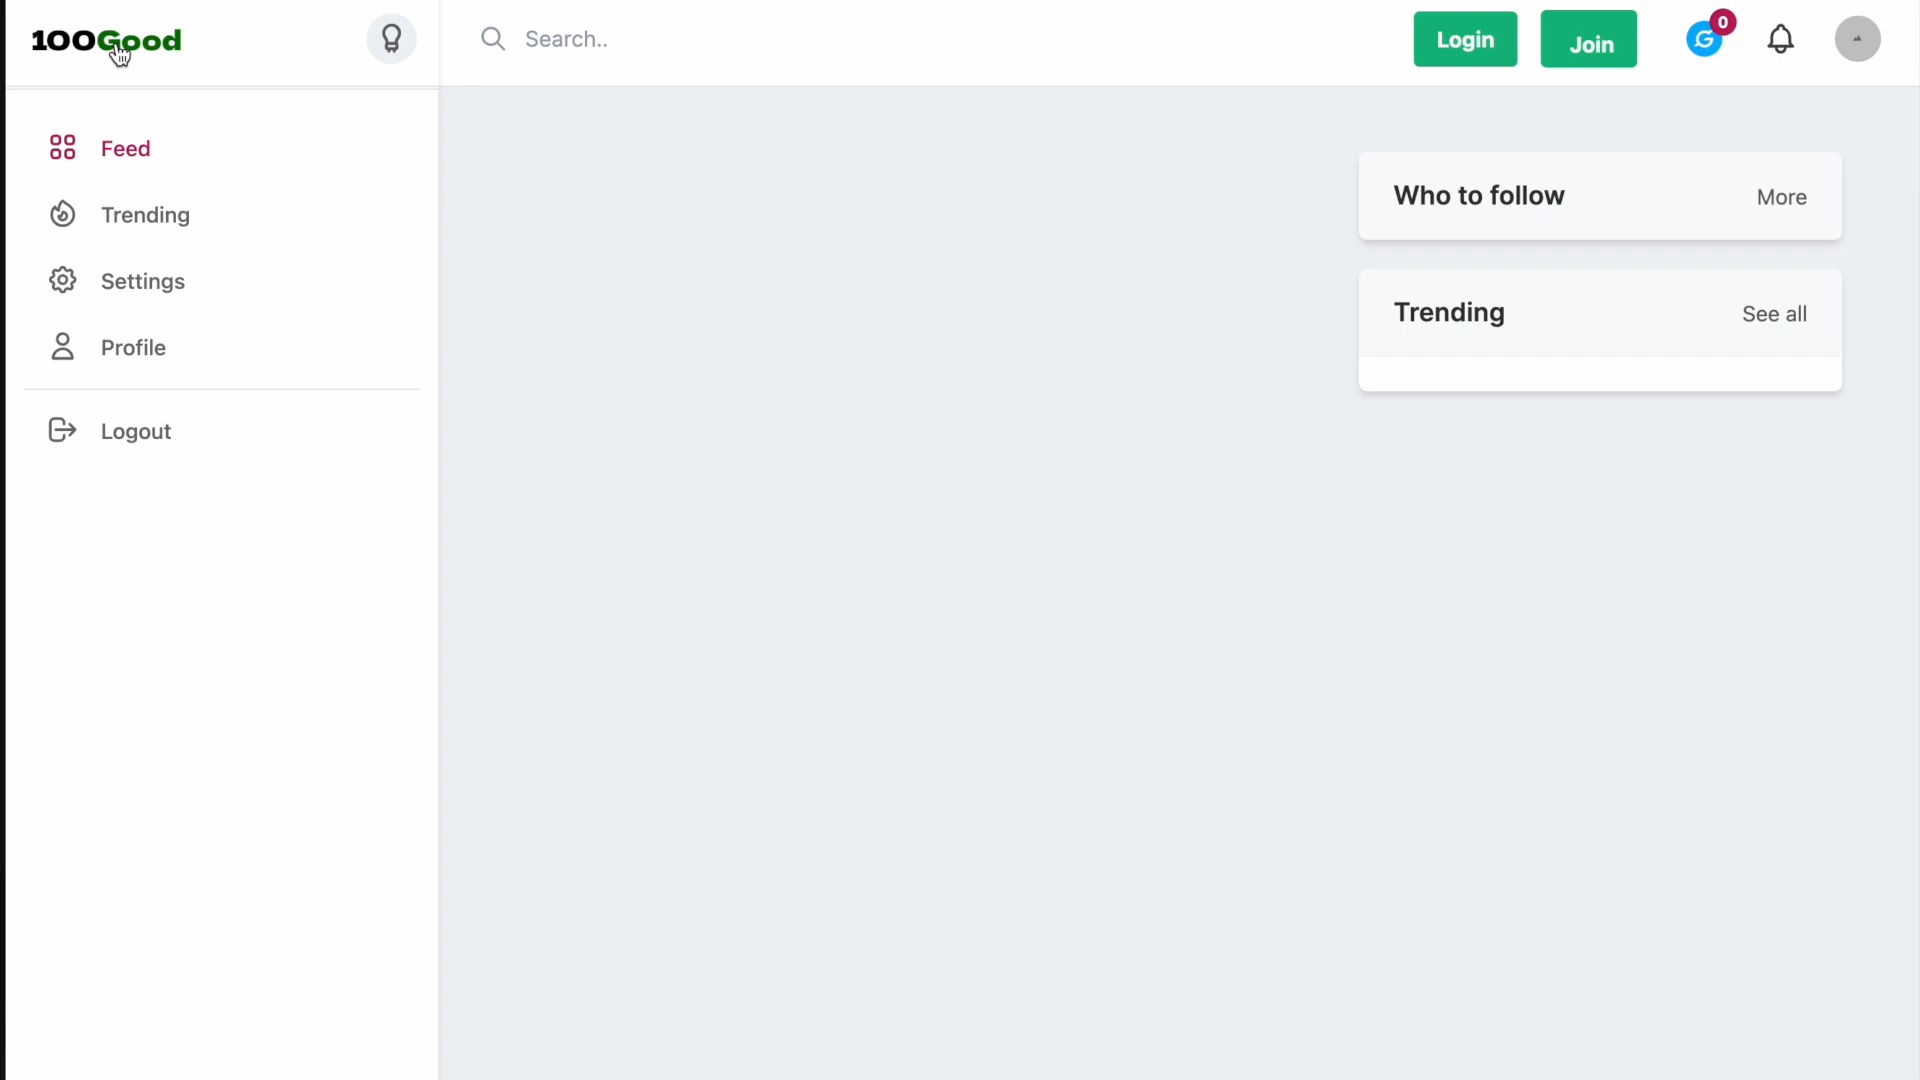 100Good
Search..
Login
Join
0
Feed
Trending
Settings
Profile
Logout
Who to follow
More
Trending
See all